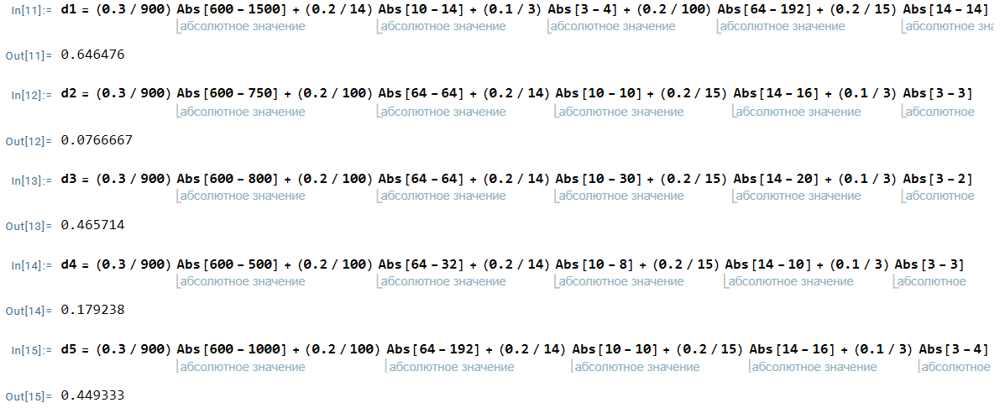 In[11]:= d1 = (0.3 / 900) Abs[600 - 1500] + (0.2 / 14) Abs[10 - 14] + (0.1 / 3) Abs[3 - 4] + (0.2 / 100) Abs[64 - 192] + (0.2 / 15) Abs[14 - 14]
абсолютное значение абсолютное значение абсолютное значение абсолютное значение абсолютное зна
Out[11]= 0.646476
In[12]:= d2 = (0.3 / 900) Abs[600 - 750] + (0.2 / 100) Abs[64 - 64] + (0.2 / 14) Abs[10 - 10] + (0.2 / 15) Abs[14 - 16] + (0.1 / 3) Abs[3 - 3]
абсолютное значение абсолютное значение абсолютное значение абсолютное значение абсолютное
Out[12]= 0.0766667
In[13]:= d3 = (0.3 / 900) Abs[600 - 800] + (0.2 / 100) Abs[64 - 64] + (0.2 / 14) Abs[10 - 30] + (0.2 / 15) Abs[14 - 20] + (0.1 / 3) Abs[3 - 2]
абсолютное значение абсолютное значение абсолютное значение абсолютное значение абсолютное
Out[13]= 0.465714
In[14]:= d4 = (0.3 / 900) Abs[600 - 500] + (0.2 / 100) Abs[64 - 32] + (0.2 / 14) Abs[10 - 8] + (0.2 / 15) Abs[14 - 10] + (0.1 / 3) Abs[3 - 3]
абсолютное значение абсолютное значение абсолютное значение абсолютное значение абсолютное
Out[14]= 0.179238
In[15]:= d5 = (0.3 / 900) Abs[600 - 1000] + (0.2 / 100) Abs[64 - 192] + (0.2 / 14) Abs[10 - 10] + (0.2 / 15) Abs[14 - 16] + (0.1 / 3) Abs[3 - 4]
абсолютное значение абсолютное значение абсолютное значение абсолютное значение абсолютное
Out[15]= 0.449333